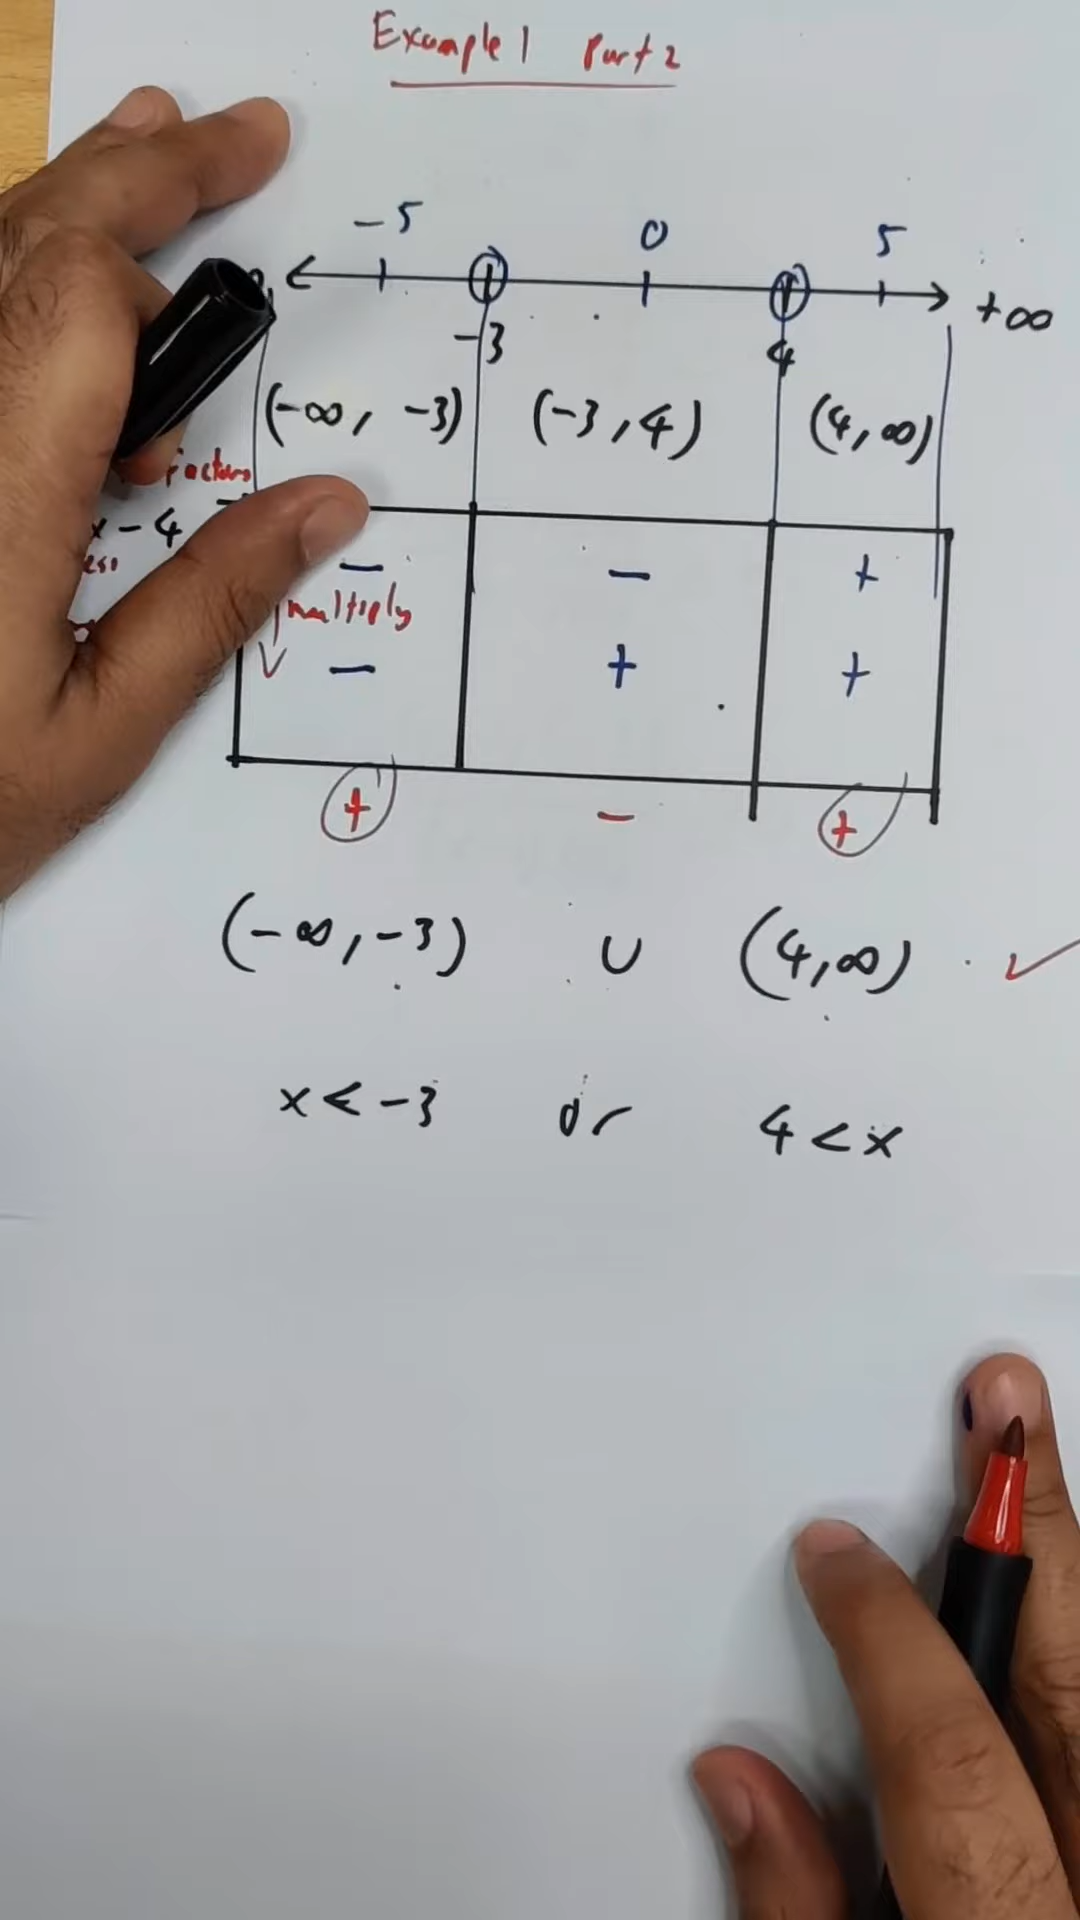 Example 1 Part 2
-5 0 5
-3 4 +∞
(-∞, -3) (-3, 4) (4, ∞)
factors
x - 4 - - +
multiply
- + +
+ - +
(-∞, -3) ∪ (4, ∞) ✓
x < -3 or 4 < x